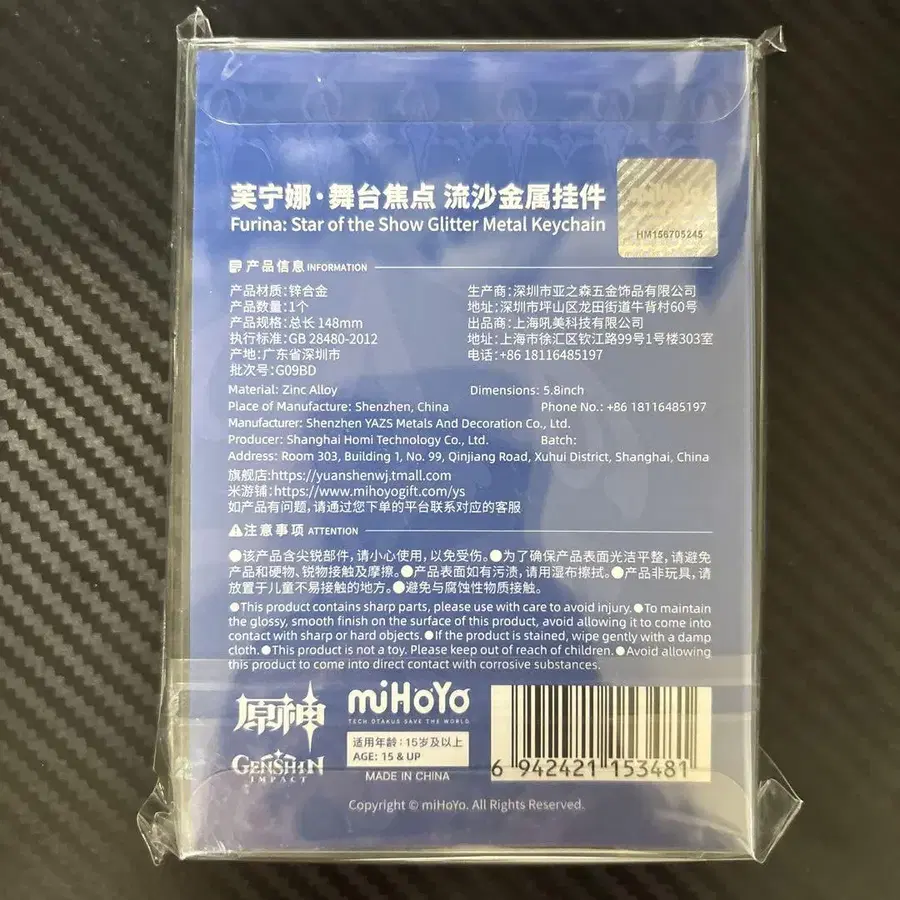 芙宁娜·舞台焦点 流沙金属挂件
Furina: Star of the Show Glitter Metal Keychain
miHoYo
HM156705245
产品信息 INFORMATION
产品材质:锌合金
产品数量:1个
产品规格:总长 148mm
执行标准:GB 28480-2012
产地:广东省深圳市
批次号:G09BD
生产商:深圳市亚之森五金饰品有限公司
地址:深圳市坪山区龙田街道牛背村60号
出品商:上海吼美科技有限公司
地址:上海市徐汇区钦江路99号1号楼303室
电话:+86 18116485197
Material: Zinc Alloy
Dimensions: 5.8inch
Place of Manufacture: Shenzhen, China
Phone No.: +86 18116485197
Manufacturer: Shenzhen YAZS Metals And Decoration Co., Ltd.
Producer: Shanghai Homi Technology Co., Ltd.
Batch:
Address: Room 303, Building 1, No. 99, Qinjiang Road, Xuhui District, Shanghai, China
旗舰店:https://yuanshenwj.tmall.com
米游铺:https://www.mihoyogift.com/ys
如产品有问题,请通过您下单的平台联系对应的客服
注意事项 ATTENTION
●该产品含尖锐部件,请小心使用,以免受伤。●为了确保产品表面光洁平整,请避免
产品和硬物、锐物接触及摩擦。●产品表面如有污渍,请用湿布擦拭。●产品非玩具,请
放置于儿童不易接触的地方。●避免与腐蚀性物质接触。
●This product contains sharp parts, please use with care to avoid injury. ●To maintain
the glossy, smooth finish on the surface of this product, avoid allowing it to come into
contact with sharp or hard objects. ●If the product is stained, wipe gently with a damp
cloth. ●This product is not a toy. Please keep out of reach of children. ●Avoid allowing
this product to come into direct contact with corrosive substances.
原神
GENSHIN
IMPACT
miHoYo
TECH OTAKUS SAVE THE WORLD
适用年龄:15岁及以上
AGE: 15 & UP
MADE IN CHINA
6 942421 153481
Copyright © miHoYo. All Rights Reserved.